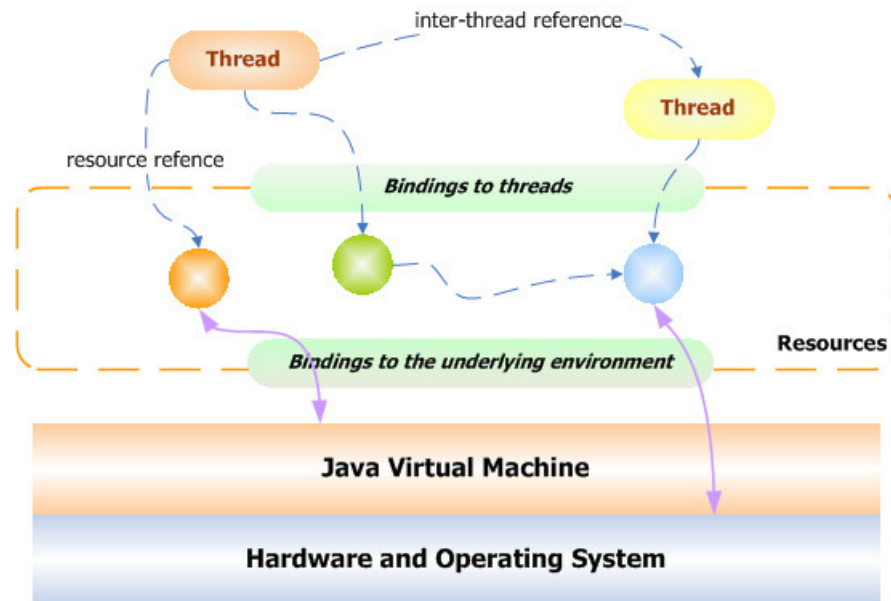 inter-thread reference
Thread
Thread
resource refence
Bindings to threads
Resources
Bindings to the underlying environment
Java Virtual Machine
Hardware and Operating System